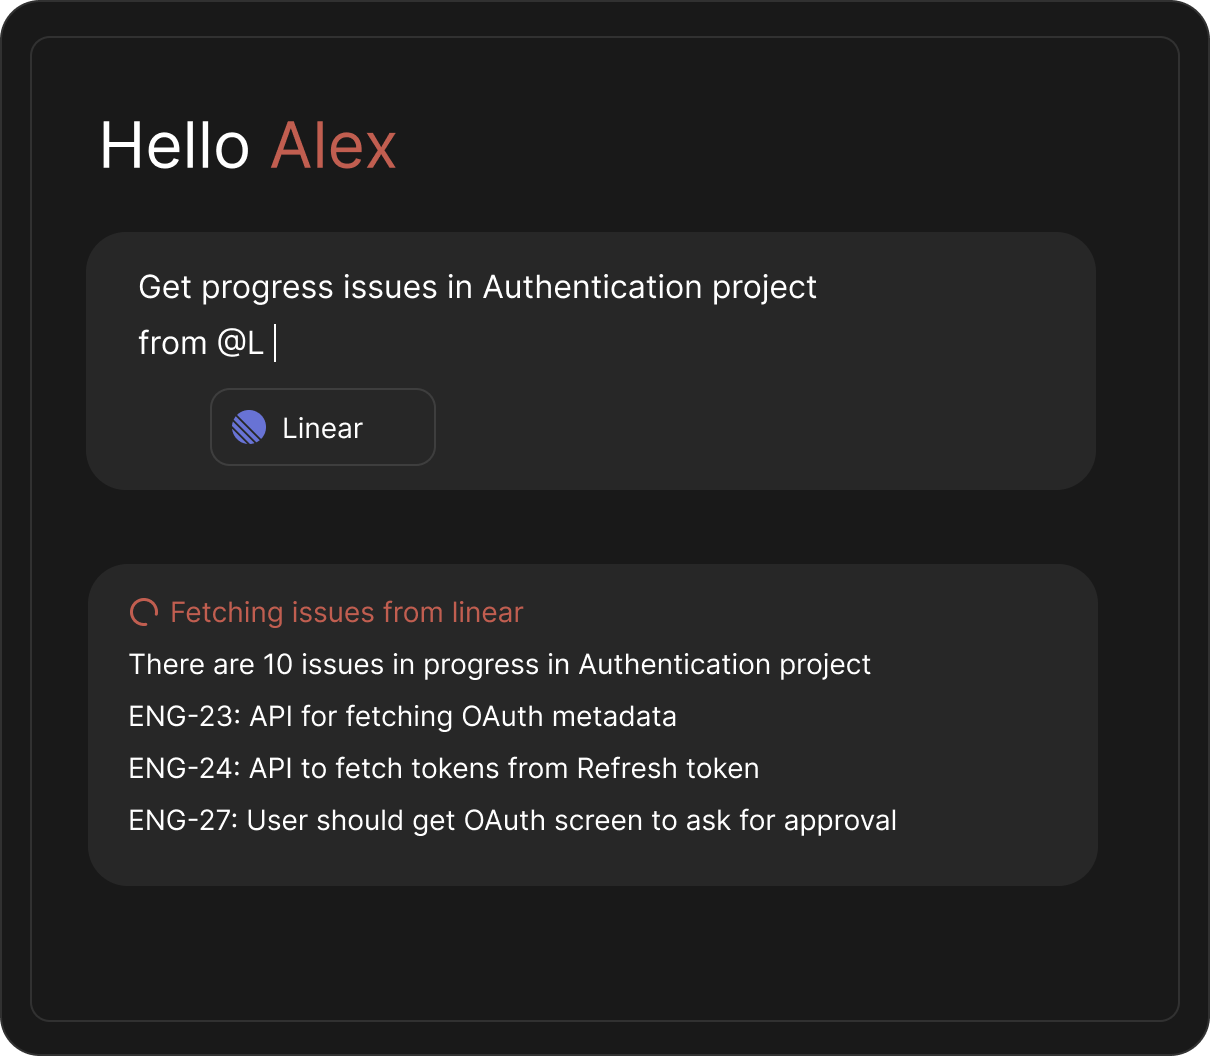 Hello Alex
Get progress issues in Authentication project
from @L
Linear
Fetching issues from linear
There are 10 issues in progress in Authentication project
ENG-23: API for fetching OAuth metadata
ENG-24: API to fetch tokens from Refresh token
ENG-27: User should get OAuth screen to ask for approval